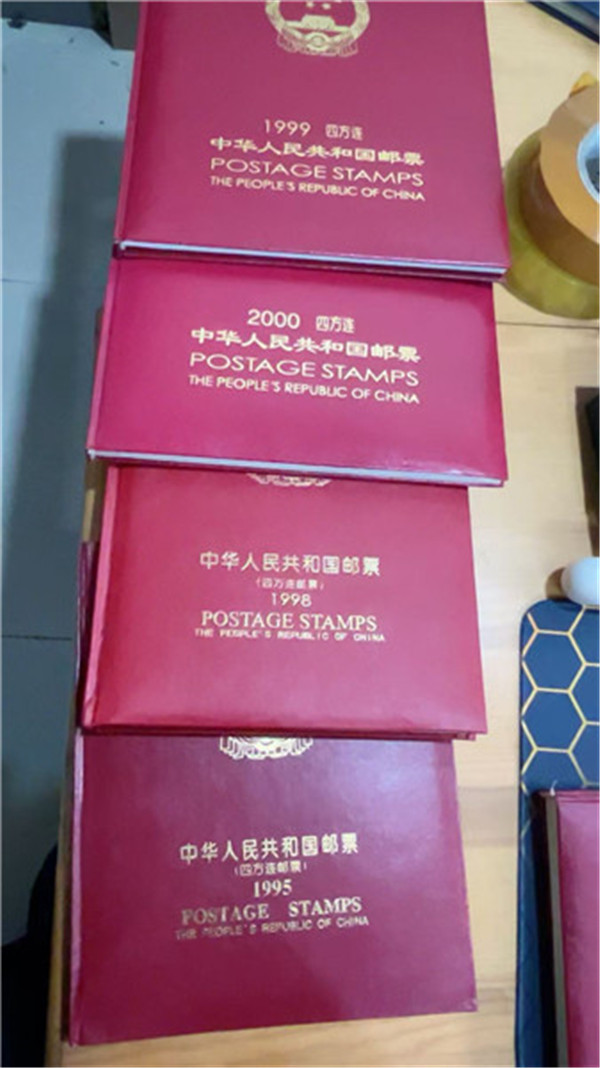 1999 四方连
中华人民共和国邮票
POSTAGE STAMPS
THE PEOPLE'S REPUBLIC OF CHINA
2000 四方连
中华人民共和国邮票
POSTAGE STAMPS
THE PEOPLE'S REPUBLIC OF CHINA
中华人民共和国邮票
(四方连邮票)
1998
POSTAGE STAMPS
THE PEOPLE'S REPUBLIC OF CHINA
中华人民共和国邮票
(四方连邮票)
1995
POSTAGE STAMPS
THE PEOPLE'S REPUBLIC OF CHINA